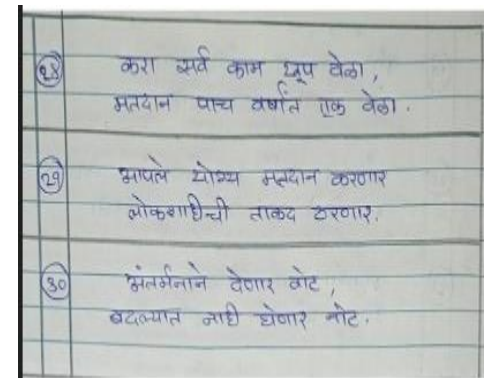 २८ करा सर्व काम खूप वेळा,
मतदान पाच वर्षांत एक वेळा.
२९ आपले योग्य मतदान करणार
लोकशाहीची ताकद ठरणार.
३० अंतर्मनाने देणार वोट,
बदल्यात नाही घेणार नोट.